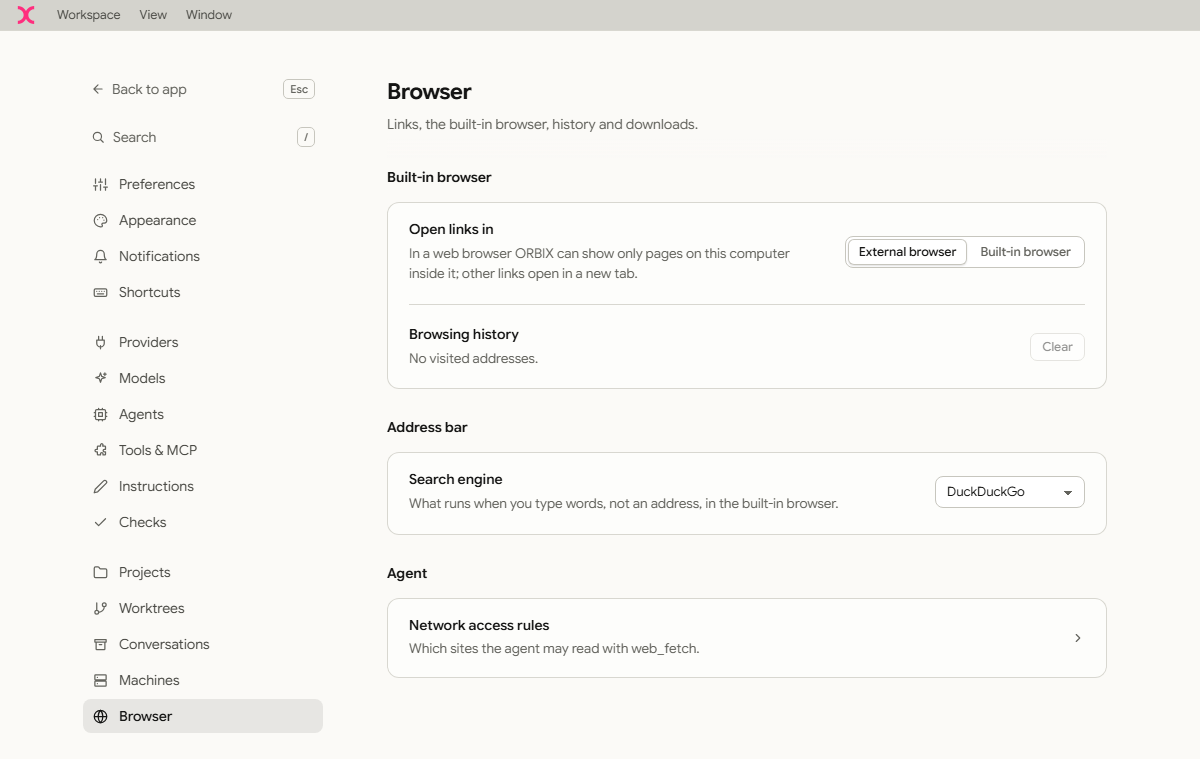 Workspace View Window
Back to app Esc
Search /
Preferences
Appearance
Notifications
Shortcuts
Providers
Models
Agents
Tools & MCP
Instructions
Checks
Projects
Worktrees
Conversations
Machines
Browser
Browser
Links, the built-in browser, history and downloads.
Built-in browser
Open links in
In a web browser ORBIX can show only pages on this computer
inside it; other links open in a new tab.
External browser Built-in browser
Browsing history
No visited addresses.
Clear
Address bar
Search engine
What runs when you type words, not an address, in the built-in browser.
DuckDuckGo
Agent
Network access rules
Which sites the agent may read with web_fetch.